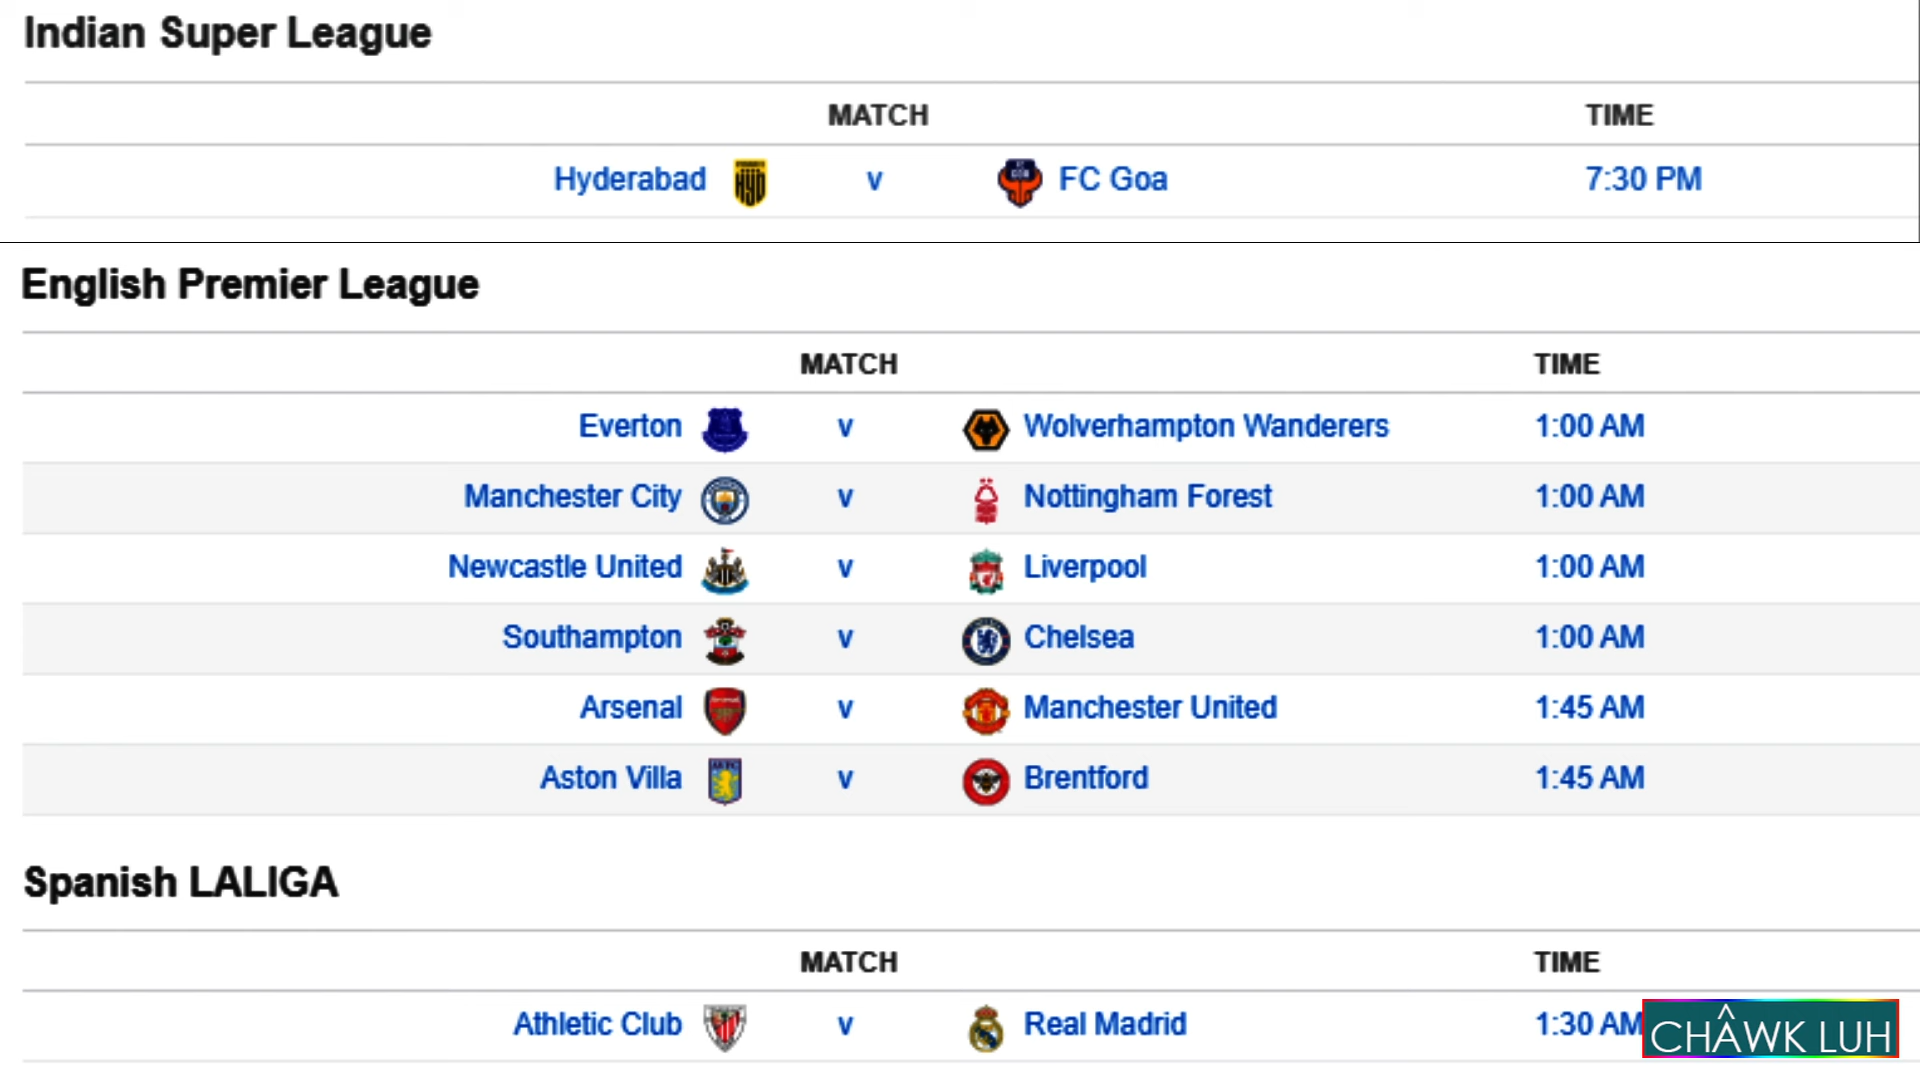 Indian Super League
MATCH TIME
Hyderabad v FC Goa 7:30 PM
English Premier League
MATCH TIME
Everton v Wolverhampton Wanderers 1:00 AM
Manchester City v Nottingham Forest 1:00 AM
Newcastle United v Liverpool 1:00 AM
Southampton v Chelsea 1:00 AM
Arsenal v Manchester United 1:45 AM
Aston Villa v Brentford 1:45 AM
Spanish LALIGA
MATCH TIME
Athletic Club v Real Madrid 1:30 AM
CHÂWK LUH